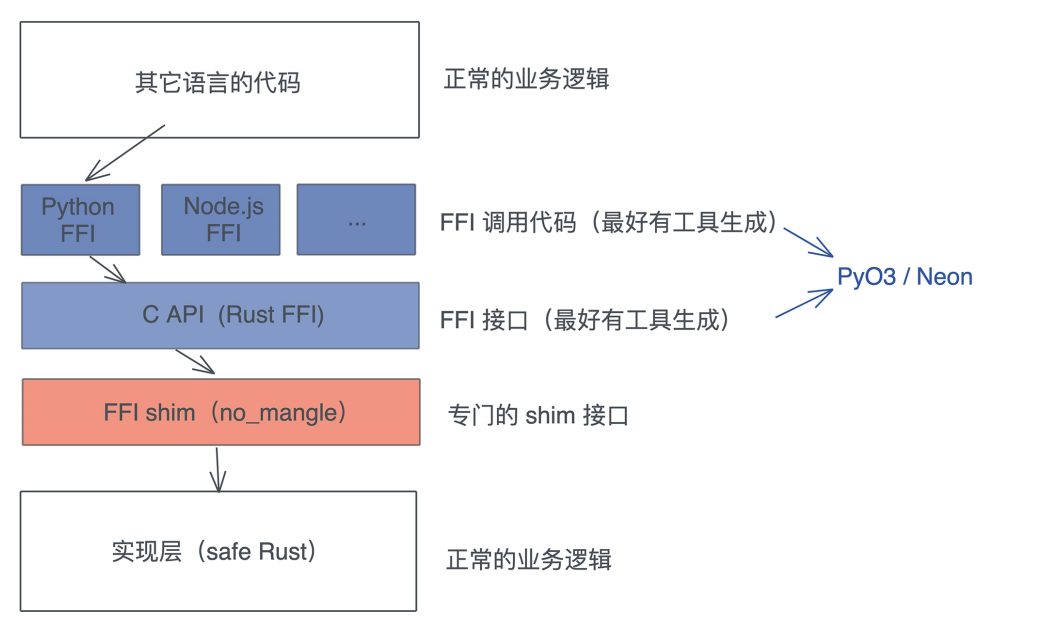 其它语言的代码
正常的业务逻辑
Python
FFI
Node.js
FFI
...
FFI 调用代码（最好有工具生成）
PyO3 / Neon
C API（Rust FFI)
FFI 接口（最好有工具生成）
FFI shim（no_mangle）
专门的 shim 接口
实现层（safe Rust）
正常的业务逻辑